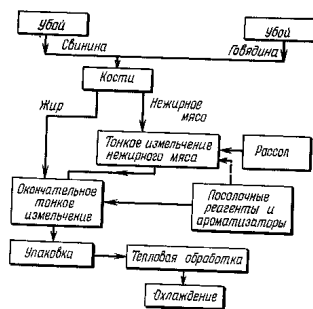 Убой
Убой
Свинина
Говядина
Кости
Жир
Нежирное
мясо
Тонкое измельчение
нежирного мяса
Рассол
Окончательное
тонкое
измельчение
Посолочные
реагенты и
ароматизаторы
Упаковка
Тепловая обработка
Охлаждение